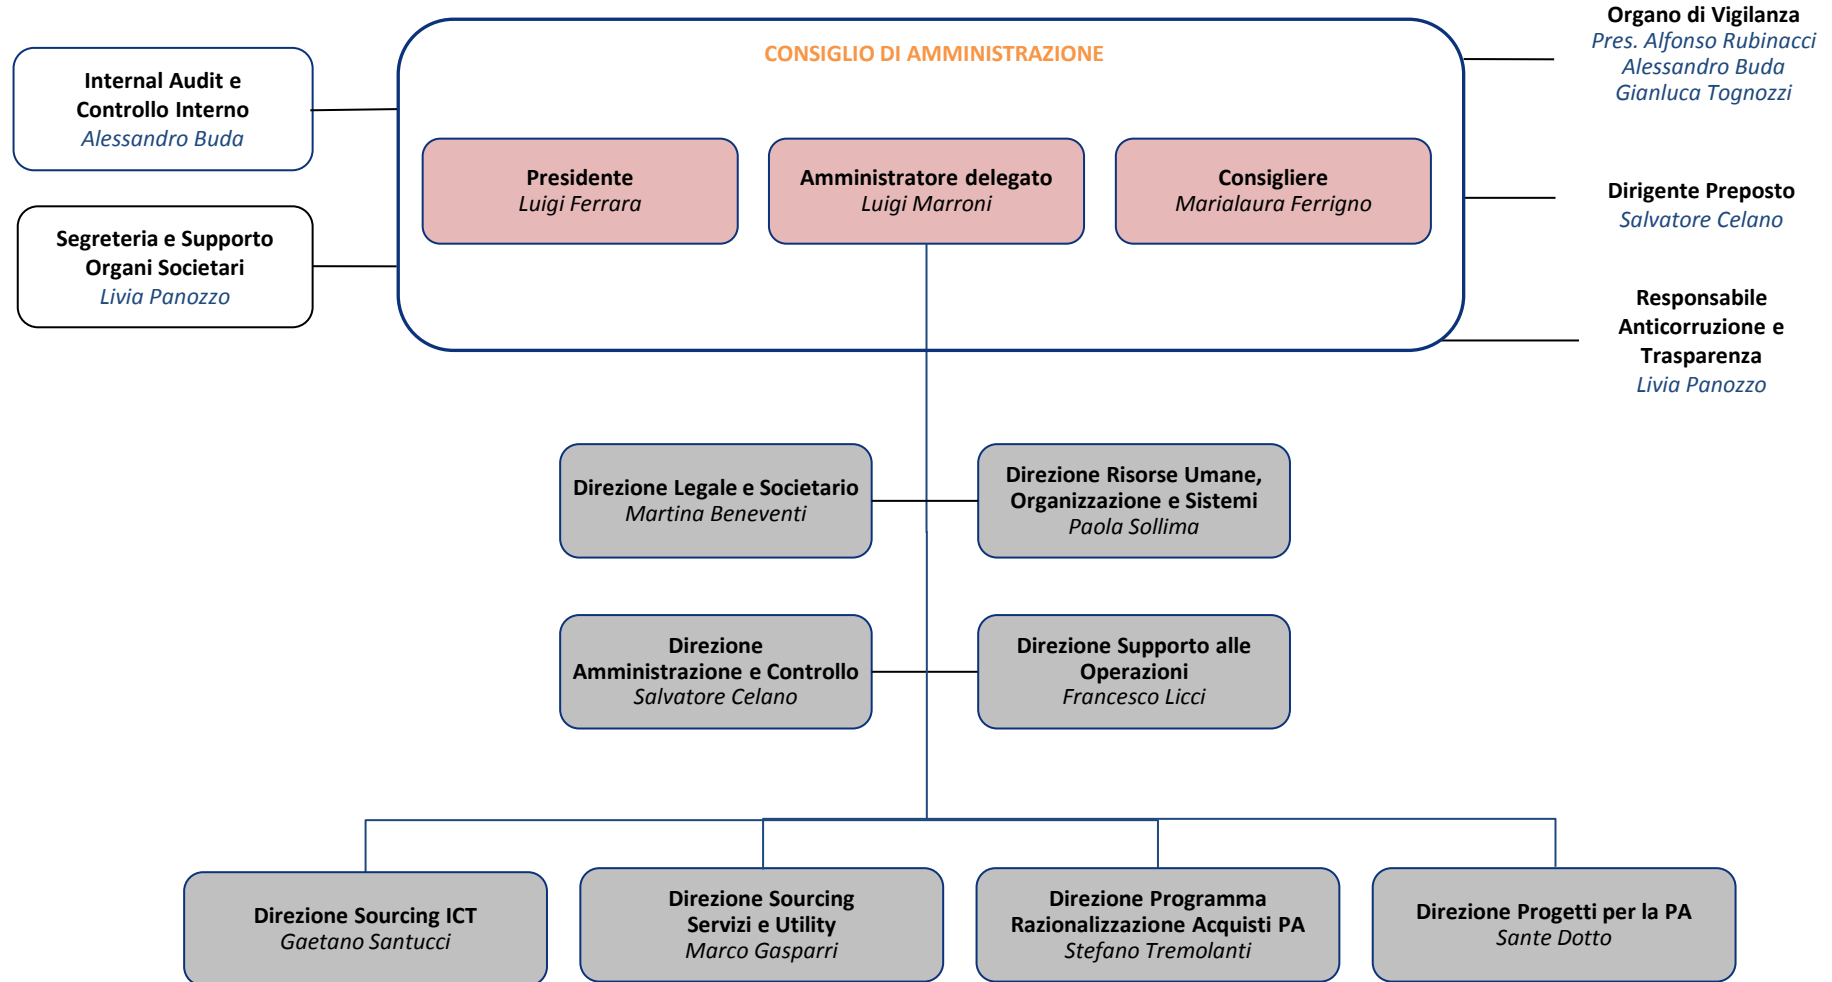 CONSIGLIO DI AMMINISTRAZIONE
Internal Audit e
Controllo Interno
Alessandro Buda
Segreteria e Supporto
Organi Societari
Livia Panozzo
Presidente
Luigi Ferrara
Amministratore delegato
Luigi Marroni
Consigliere
Marialaura Ferrigno
Organo di Vigilanza
Pres. Alfonso Rubinacci
Alessandro Buda
Gianluca Tognozzi
Dirigente Preposto
Salvatore Celano
Responsabile
Anticorruzione e
Trasparenza
Livia Panozzo
Direzione Legale e Societario
Martina Beneventi
Direzione Risorse Umane,
Organizzazione e Sistemi
Paola Sollima
Direzione
Amministrazione e Controllo
Salvatore Celano
Direzione Supporto alle
Operazioni
Francesco Licci
Direzione Sourcing ICT
Gaetano Santucci
Direzione Sourcing
Servizi e Utility
Marco Gasparri
Direzione Programma
Razionalizzazione Acquisti PA
Stefano Tremolanti
Direzione Progetti per la PA
Sante Dotto